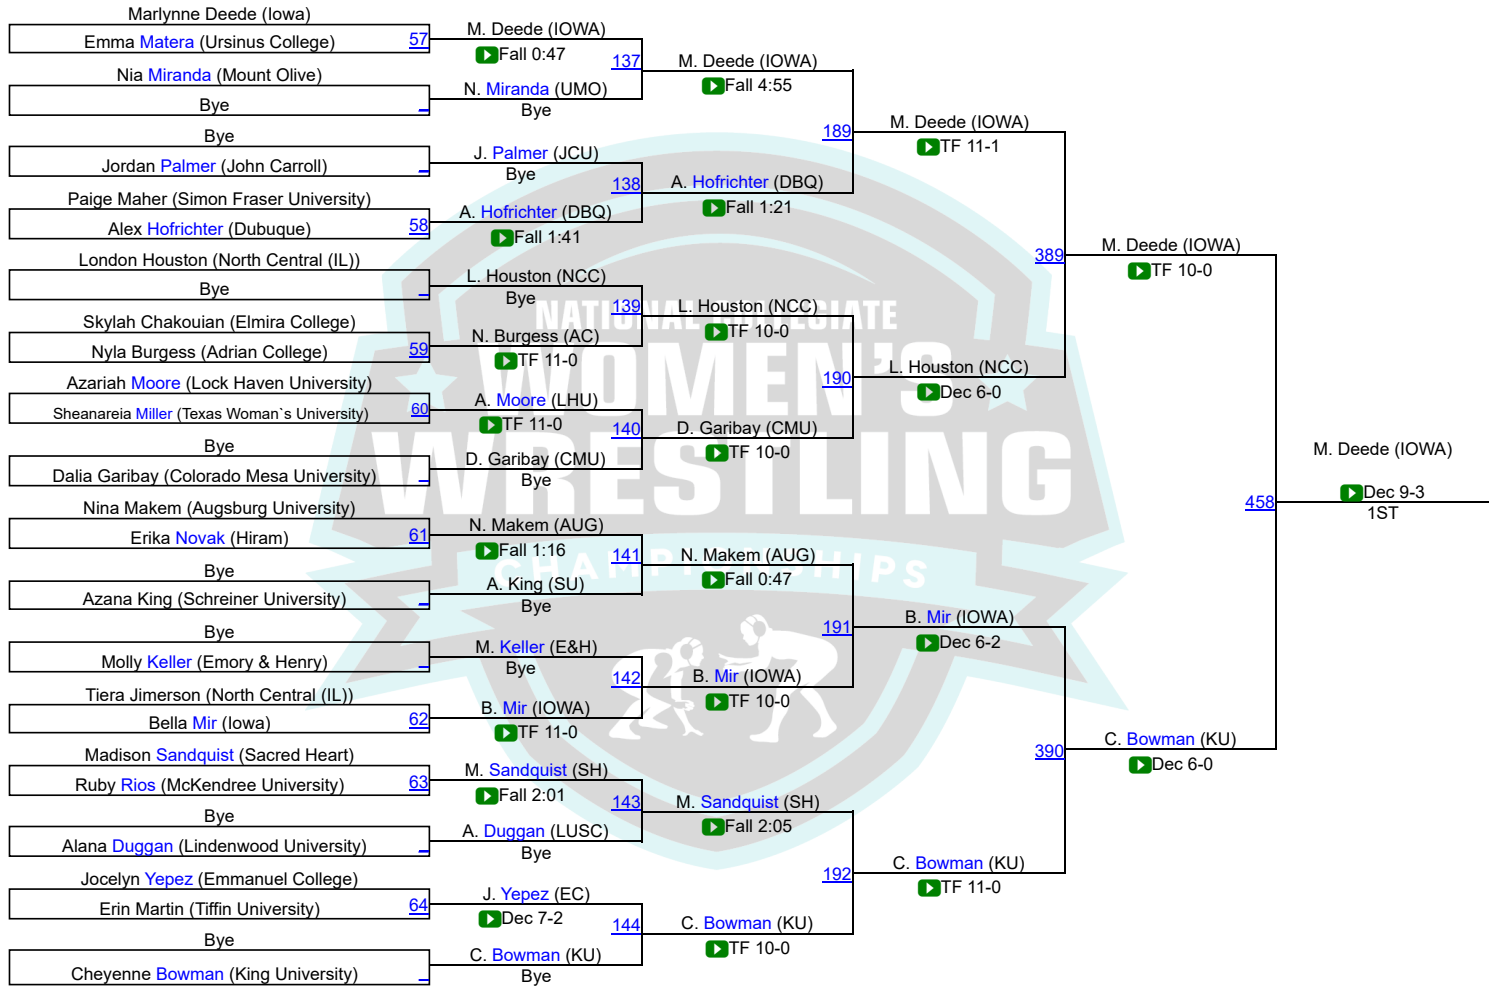 Marlynne Deede (Iowa)
Emma Matera (Ursinus College) 57
Nia Miranda (Mount Olive)
Bye
Bye
Jordan Palmer (John Carroll)
Paige Maher (Simon Fraser University)
Alex Hofrichter (Dubuque) 58
London Houston (North Central (IL))
Bye
Skylah Chakouian (Elmira College)
Nyla Burgess (Adrian College) 59
Azariah Moore (Lock Haven University)
Sheanareia Miller (Texas Woman`s University) 60
Bye
Dalia Garibay (Colorado Mesa University)
Nina Makem (Augsburg University)
Erika Novak (Hiram) 61
Bye
Azana King (Schreiner University)
Bye
Molly Keller (Emory & Henry)
Tiera Jimerson (North Central (IL))
Bella Mir (Iowa) 62
Madison Sandquist (Sacred Heart)
Ruby Rios (McKendree University) 63
Bye
Alana Duggan (Lindenwood University)
Jocelyn Yepez (Emmanuel College)
Erin Martin (Tiffin University) 64
Bye
Cheyenne Bowman (King University)
M. Deede (IOWA)
Fall 0:47
137
N. Miranda (UMO)
Bye
J. Palmer (JCU)
Bye
138
A. Hofrichter (DBQ)
Fall 1:41
L. Houston (NCC)
Bye
139
N. Burgess (AC)
TF 11-0
A. Moore (LHU)
TF 11-0
140
D. Garibay (CMU)
Bye
N. Makem (AUG)
Fall 1:16
141
A. King (SU)
Bye
M. Keller (E&H)
Bye
142
B. Mir (IOWA)
TF 11-0
M. Sandquist (SH)
Fall 2:01
143
A. Duggan (LUSC)
Bye
J. Yepez (EC)
Dec 7-2
144
C. Bowman (KU)
Bye
M. Deede (IOWA)
Fall 4:55
189
A. Hofrichter (DBQ)
Fall 1:21
L. Houston (NCC)
TF 10-0
190
D. Garibay (CMU)
TF 10-0
N. Makem (AUG)
Fall 0:47
191
B. Mir (IOWA)
TF 10-0
M. Sandquist (SH)
Fall 2:05
192
C. Bowman (KU)
TF 10-0
M. Deede (IOWA)
TF 11-1
389
L. Houston (NCC)
Dec 6-0
B. Mir (IOWA)
Dec 6-2
390
C. Bowman (KU)
TF 11-0
M. Deede (IOWA)
TF 10-0
458
C. Bowman (KU)
Dec 6-0
M. Deede (IOWA)
Dec 9-3
1ST
NATIONAL COLLEGIATE
WOMEN'S
WRESTLING
CHAMPIONSHIPS